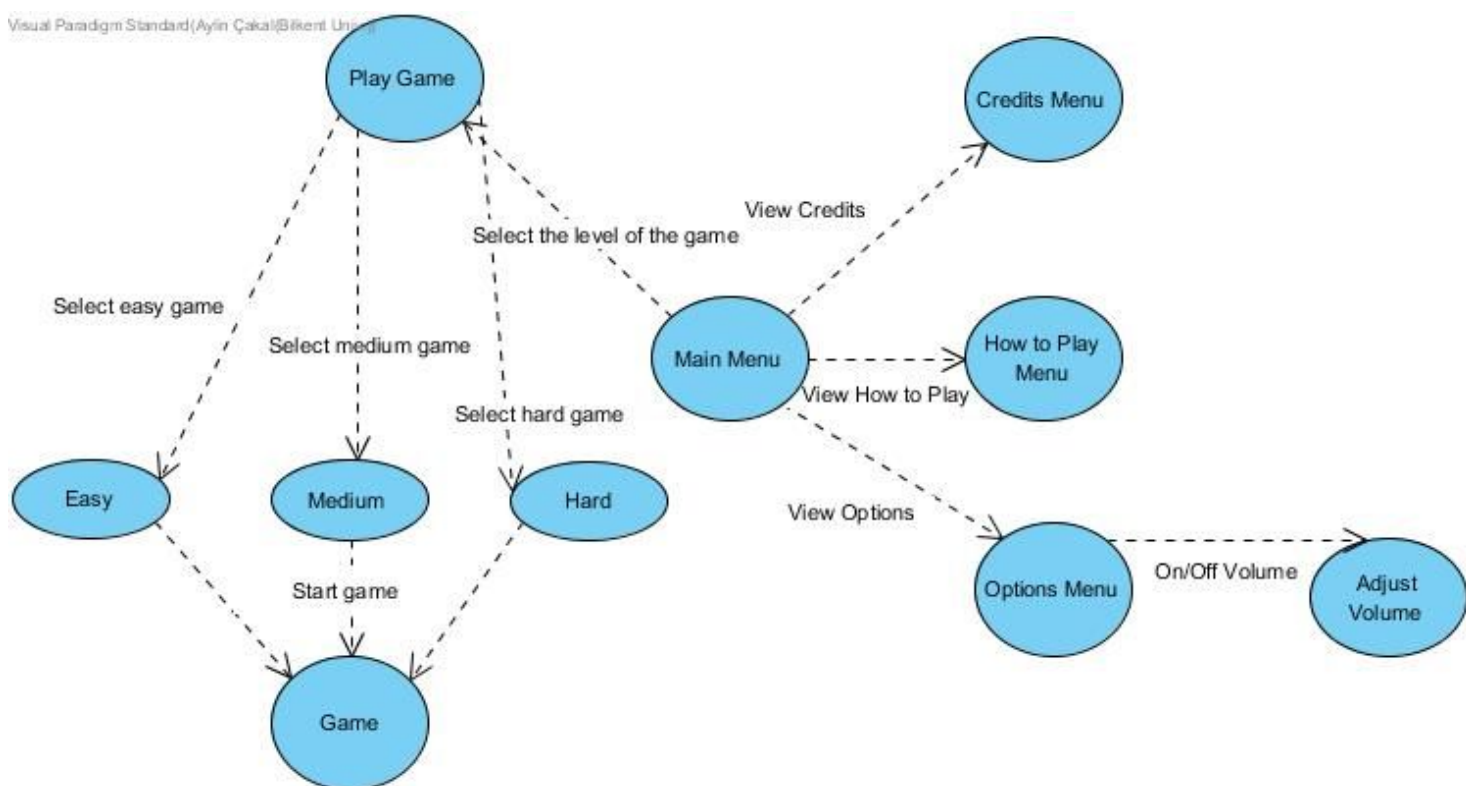 Visual Paradigm Standard(Aylin Çakal(Bilkent
Play Game
Credits Menu
View Credits
Select the level of the game
Select easy game
Select medium game
Main Menu
How to Play
Menu
View How to Play
Select hard game
Easy
Medium
Hard
View Options
Start game
Options Menu
On/Off Volume
Adjust
Volume
Game